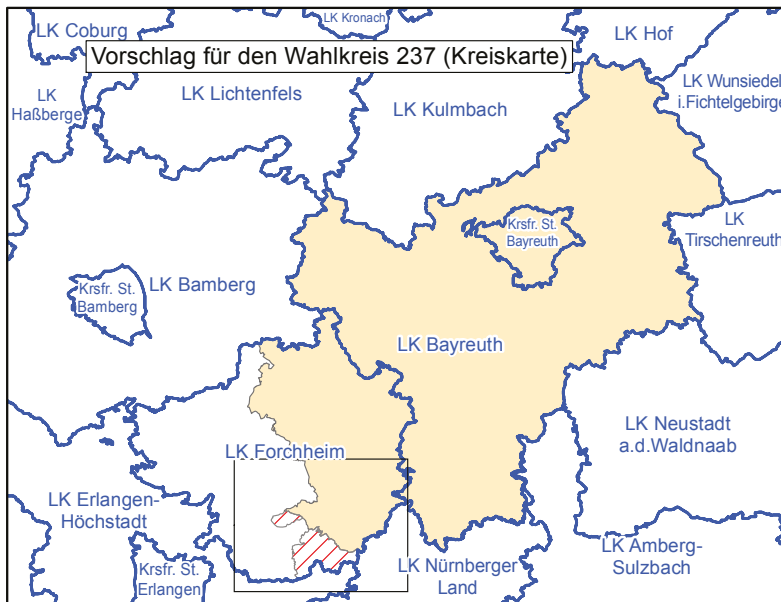 LK Coburg
LK Kronach
LK Hof
Vorschlag für den Wahlkreis 237 (Kreiskarte)
LK
Haßberge
LK Lichtenfels
LK Kulmbach
LK Wunsiedel
i.Fichtelgebirge
Krsfr. St.
Bayreuth
LK
Tirschenreuth
Krsfr. St.
Bamberg
LK Bamberg
LK Bayreuth
LK Neustadt
a.d.Waldnaab
LK Forchheim
LK Erlangen-
Höchstadt
Krsfr. St.
Erlangen
LK Nürnberger
Land
LK Amberg-
Sulzbach